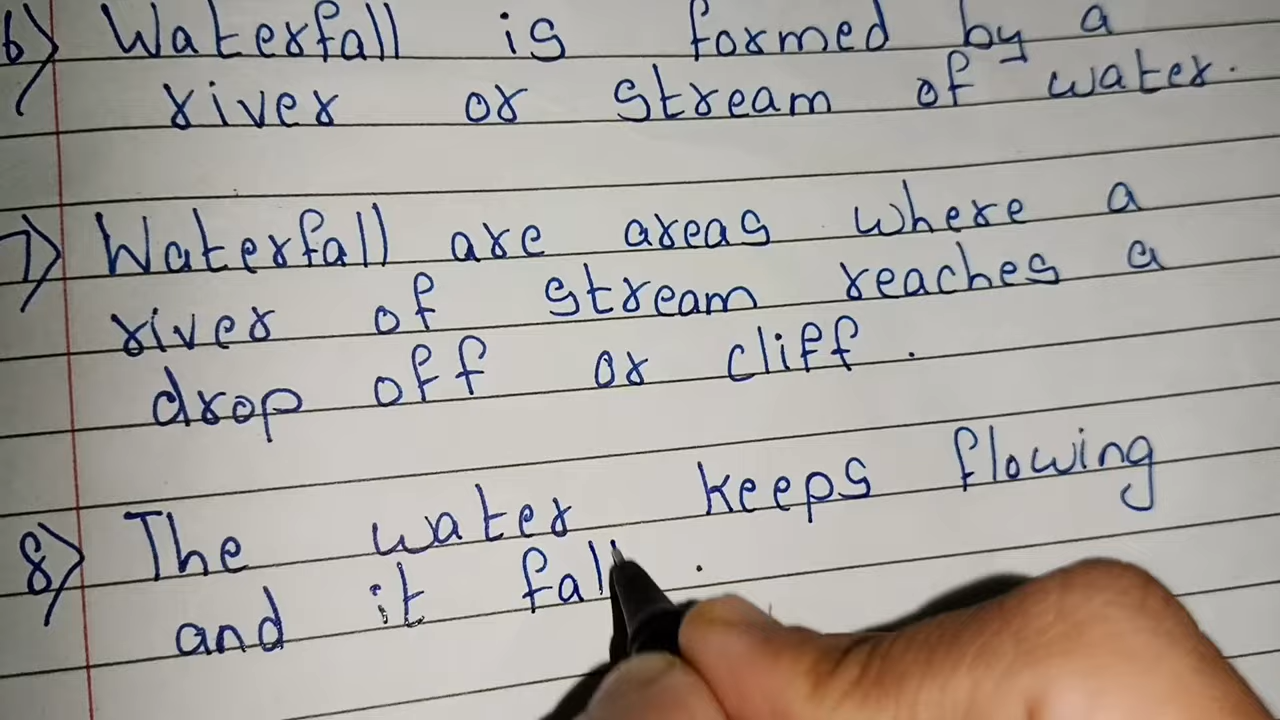 6) Waterfall is formed by a
river or stream of water.
7) Waterfall are areas where a
river of stream reaches a
drop off or cliff.
8) The water keeps flowing
and it fall